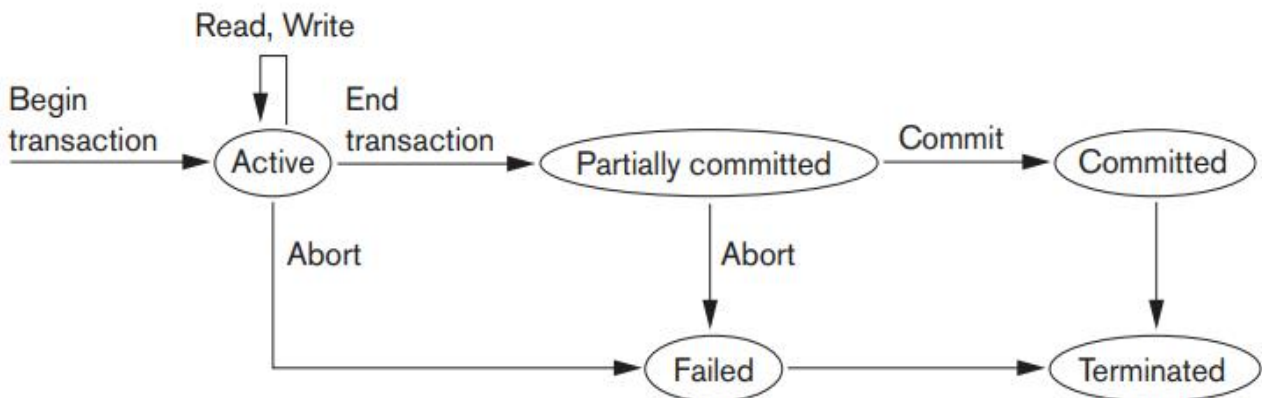 Read, Write
Begin
transaction
End
transaction
Active
Partially committed
Commit
Committed
Abort
Abort
Failed
Terminated